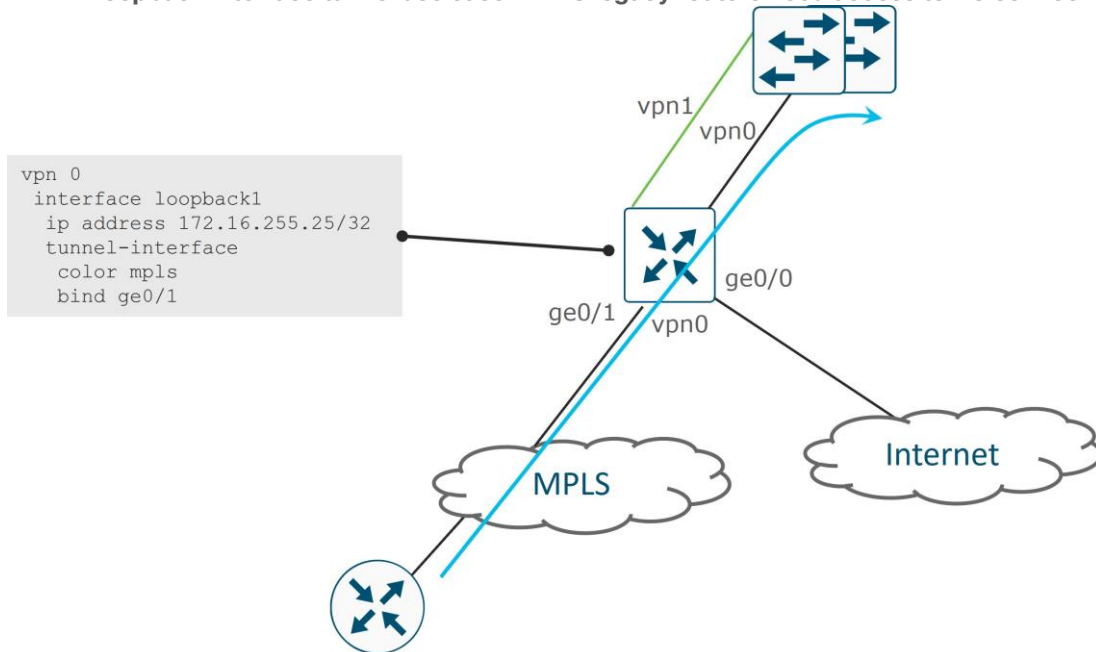 vpn1
vpn0
vpn 0
interface loopback1
ip address 172.16.255.25/32
tunnel-interface
color mpls
bind ge0/1
ge0/0
ge0/1
vpn0
Internet
MPLS